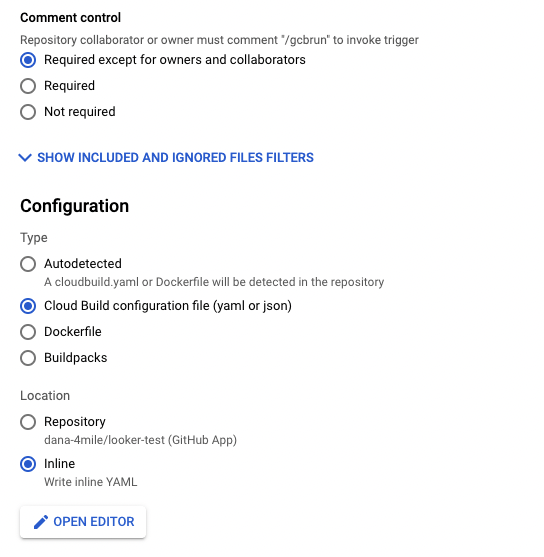 Comment control
Repository collaborator or owner must comment "/gcbrun" to invoke trigger
Required except for owners and collaborators
Required
Not required
SHOW INCLUDED AND IGNORED FILES FILTERS
Configuration
Type
Autodetected
A cloudbuild.yaml or Dockerfile will be detected in the repository
Cloud Build configuration file (yaml or json)
Dockerfile
Buildpacks
Location
Repository
dana-4mile/looker-test (GitHub App)
Inline
Write inline YAML
OPEN EDITOR